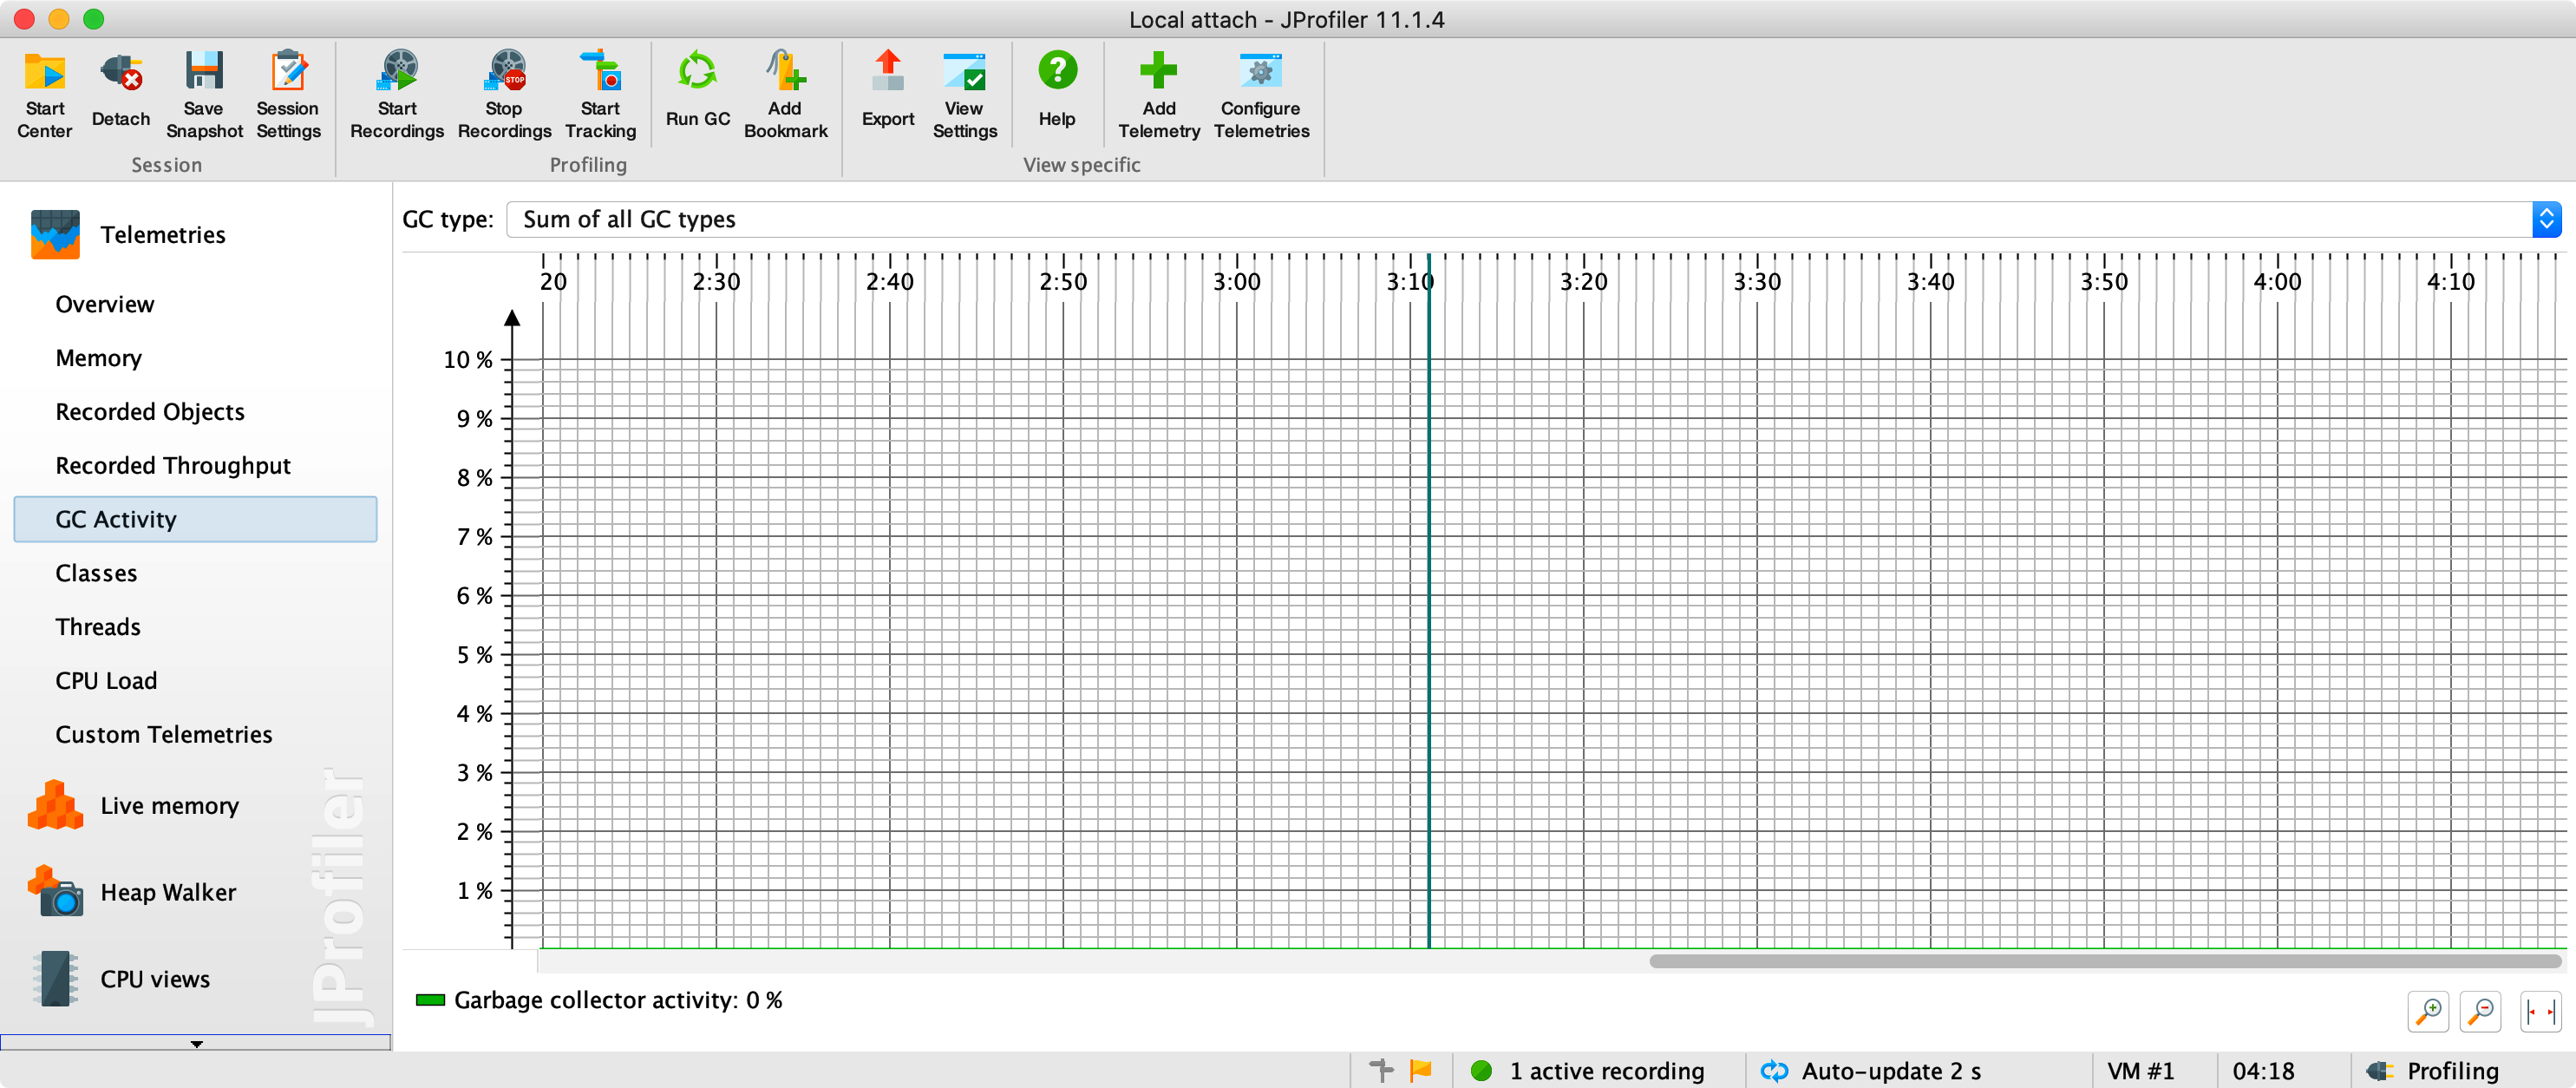 Local attach - JProfiler 11.1.4
Start Center
Detach
Save Snapshot
Session Settings
Start Recordings
Stop Recordings
Start Tracking
Run GC
Add Bookmark
Export
View Settings
Help
Add Telemetry
Configure Telemetries
STOP
?
Session
Profiling
View specific
Telemetries
Overview
Memory
Recorded Objects
Recorded Throughput
GC Activity
Classes
Threads
CPU Load
Custom Telemetries
Live memory
Heap Walker
CPU views
JProfiler
GC type: Sum of all GC types
20 2:30 2:40 2:50 3:00 3:10 3:20 3:30 3:40 3:50 4:00 4:10
10 %
9 %
8 %
7 %
6 %
5 %
4 %
3 %
2 %
1 %
Garbage collector activity: 0 %
1 active recording
Auto-update 2 s
VM #1
04:18
Profiling